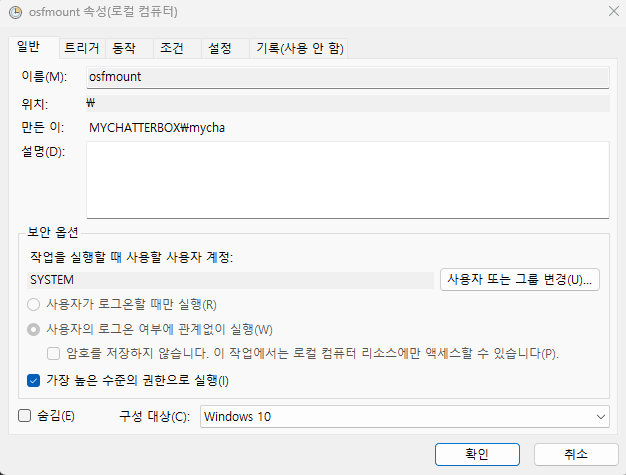 osfmount 속성(로컬 컴퓨터)
일반 트리거 동작 조건 설정 기록(사용 안 함)
이름(M): osfmount
위치: ₩
만든 이: MYCHATTERBOX₩mycha
설명(D):
보안 옵션
작업을 실행할 때 사용할 사용자 계정:
SYSTEM 사용자 또는 그룹 변경(U)...
사용자가 로그온할 때만 실행(R)
사용자의 로그온 여부에 관계없이 실행(W)
암호를 저장하지 않습니다. 이 작업에서는 로컬 컴퓨터 리소스에만 액세스할 수 있습니다(P).
가장 높은 수준의 권한으로 실행(I)
숨김(E) 구성 대상(C): Windows 10
확인 취소